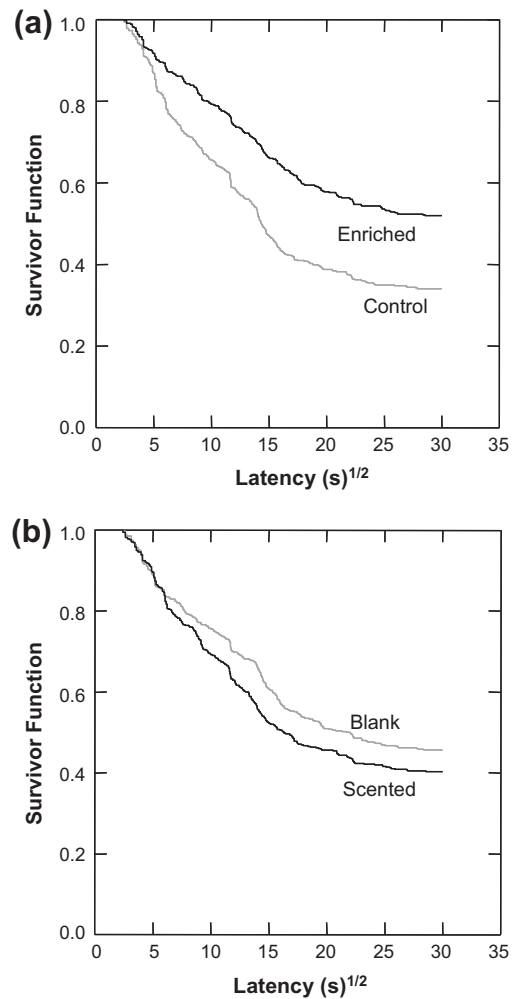 (a)
1.0
0.8
0.6
0.4
0.2
0.0
Survivor Function
Enriched
Control
0 5 10 15 20 25 30 35
Latency (s)1/2
(b)
1.0
0.8
0.6
0.4
0.2
0.0
Survivor Function
Blank
Scented
0 5 10 15 20 25 30 35
Latency (s)1/2